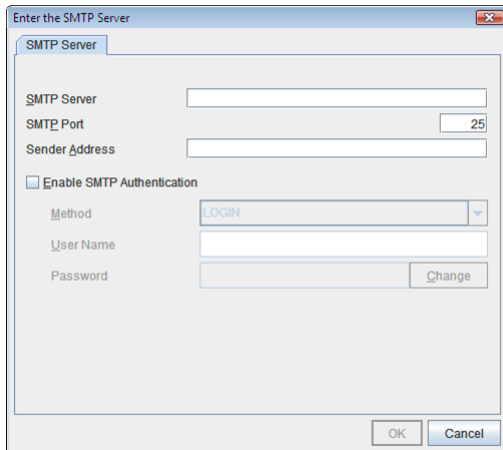 Enter the SMTP Server
SMTP Server
SMTP Server
SMTP Port 25
Sender Address
Enable SMTP Authentication
Method LOGIN
User Name
Password Change
OK Cancel